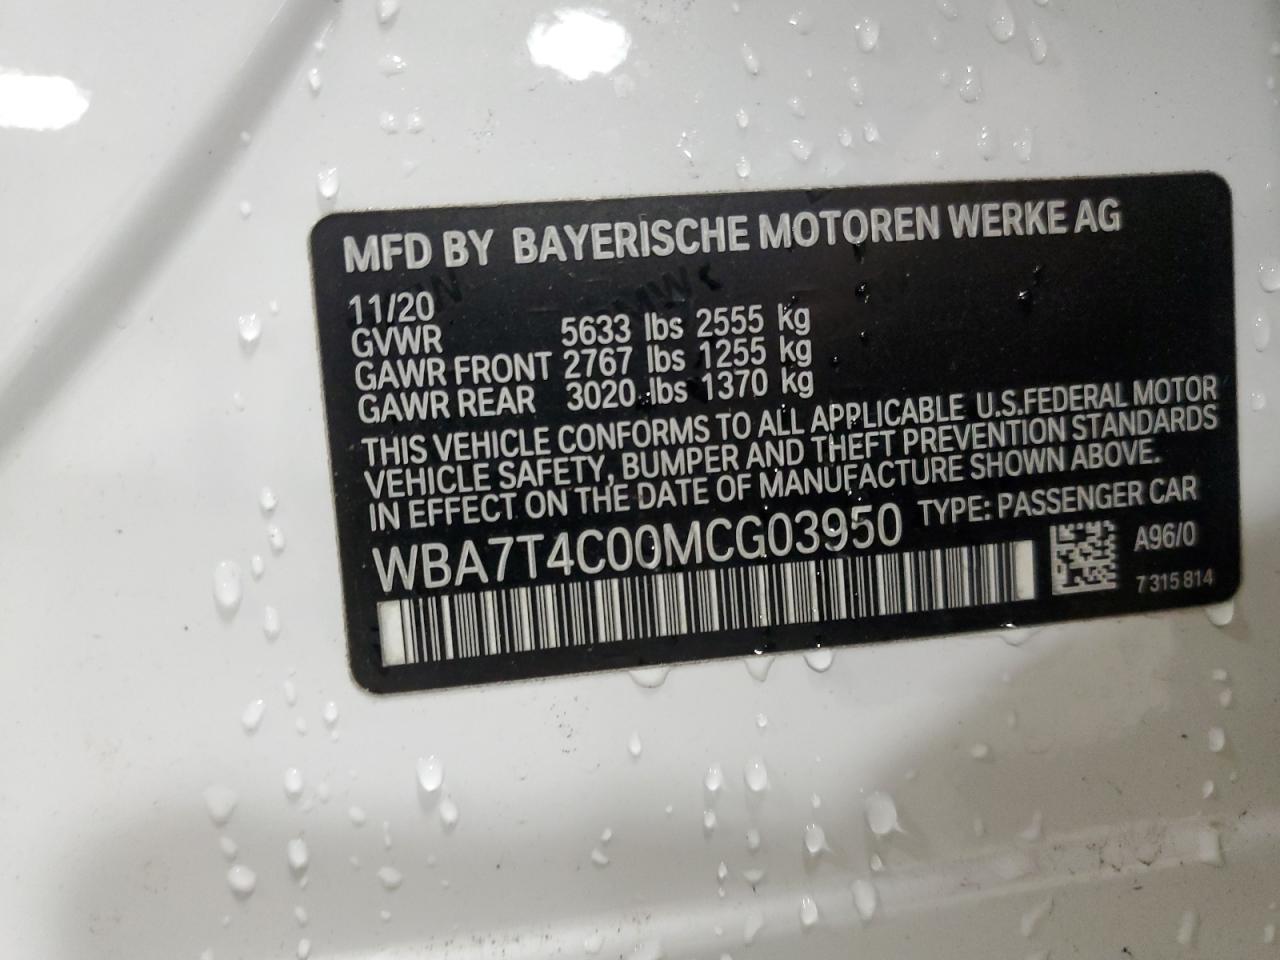 MFD BY BAYERISCHE MOTOREN WERKE AG
11/20
GVWR 5633 lbs 2555 kg
GAWR FRONT 2767 lbs 1255 kg
GAWR REAR 3020 lbs 1370 kg
THIS VEHICLE CONFORMS TO ALL APPLICABLE U.S.FEDERAL MOTOR
VEHICLE SAFETY, BUMPER AND THEFT PREVENTION STANDARDS
IN EFFECT ON THE DATE OF MANUFACTURE SHOWN ABOVE.
WBA7T4C00MCG03950 TYPE: PASSENGER CAR
A96/0
7 315 814